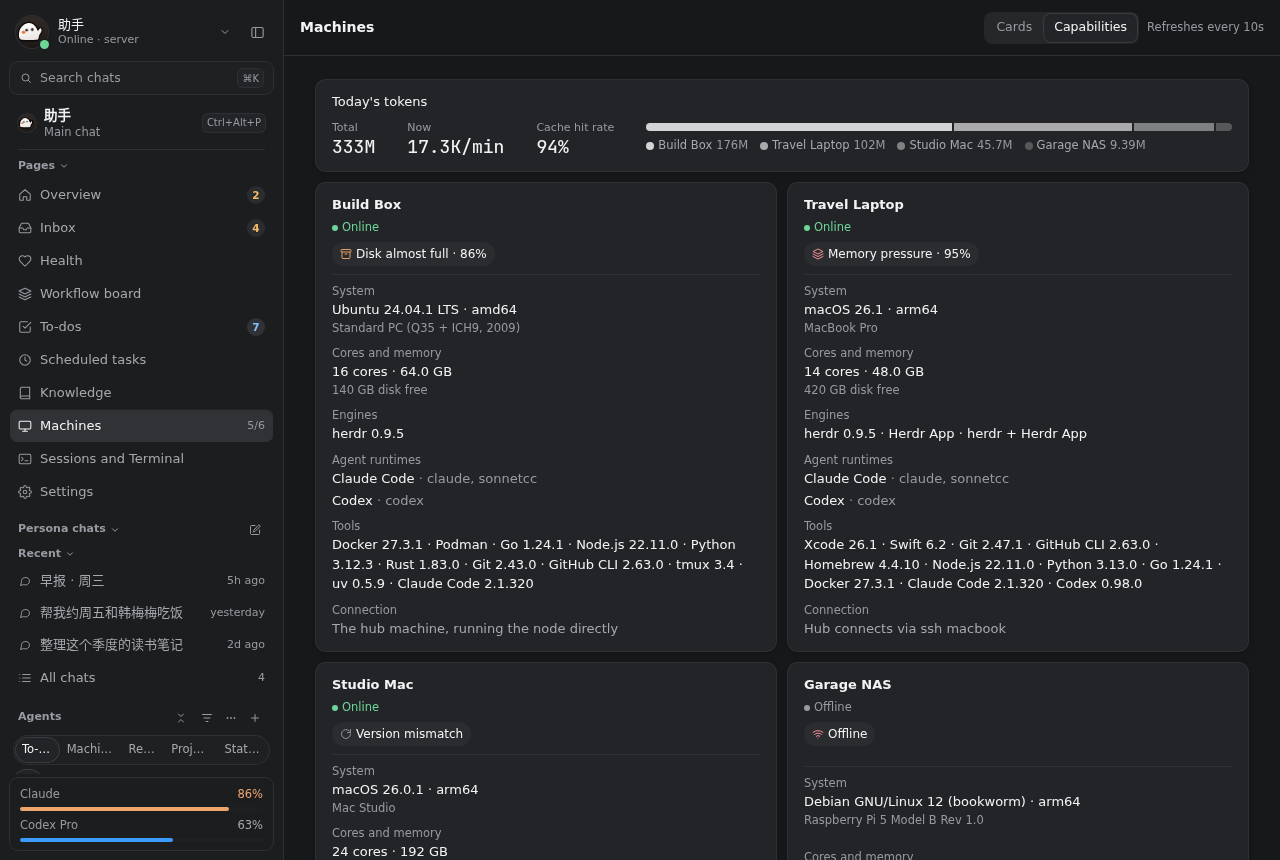 助手
Online · server
Search chats
⌘K
助手
Main chat
Ctrl+Alt+P
Pages
Overview
2
Inbox
4
Health
Workflow board
To-dos
7
Scheduled tasks
Knowledge
Machines
5/6
Sessions and Terminal
Settings
Persona chats
Recent
早报 · 周三
5h ago
帮我约周五和韩梅梅吃饭
yesterday
整理这个季度的读书笔记
2d ago
All chats
4
Agents
To-...
Machi...
Re...
Proj...
Stat...
Claude
86%
Codex Pro
63%
Machines
Cards
Capabilities
Refreshes every 10s
Today's tokens
Total
333M
Now
17.3K/min
Cache hit rate
94%
Build Box 176M
Travel Laptop 102M
Studio Mac 45.7M
Garage NAS 9.39M
Build Box
Online
Disk almost full · 86%
System
Ubuntu 24.04.1 LTS · amd64
Standard PC (Q35 + ICH9, 2009)
Cores and memory
16 cores · 64.0 GB
140 GB disk free
Engines
herdr 0.9.5
Agent runtimes
Claude Code · claude, sonnetcc
Codex · codex
Tools
Docker 27.3.1 · Podman · Go 1.24.1 · Node.js 22.11.0 · Python
3.12.3 · Rust 1.83.0 · Git 2.43.0 · GitHub CLI 2.63.0 · tmux 3.4 ·
uv 0.5.9 · Claude Code 2.1.320
Connection
The hub machine, running the node directly
Travel Laptop
Online
Memory pressure · 95%
System
macOS 26.1 · arm64
MacBook Pro
Cores and memory
14 cores · 48.0 GB
420 GB disk free
Engines
herdr 0.9.5 · Herdr App · herdr + Herdr App
Agent runtimes
Claude Code · claude, sonnetcc
Codex · codex
Tools
Xcode 26.1 · Swift 6.2 · Git 2.47.1 · GitHub CLI 2.63.0 ·
Homebrew 4.4.10 · Node.js 22.11.0 · Python 3.13.0 · Go 1.24.1 ·
Docker 27.3.1 · Claude Code 2.1.320 · Codex 0.98.0
Connection
Hub connects via ssh macbook
Studio Mac
Online
Version mismatch
System
macOS 26.0.1 · arm64
Mac Studio
Cores and memory
24 cores · 192 GB
Garage NAS
Offline
Offline
System
Debian GNU/Linux 12 (bookworm) · arm64
Raspberry Pi 5 Model B Rev 1.0
Cores and memory